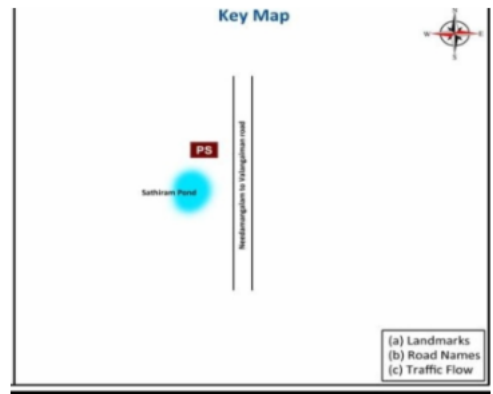 Key Map
N
W
E
S
PS
Sathiram Pond
Needamangalam to Valangaiman road
(a) Landmarks
(b) Road Names
(c) Traffic Flow